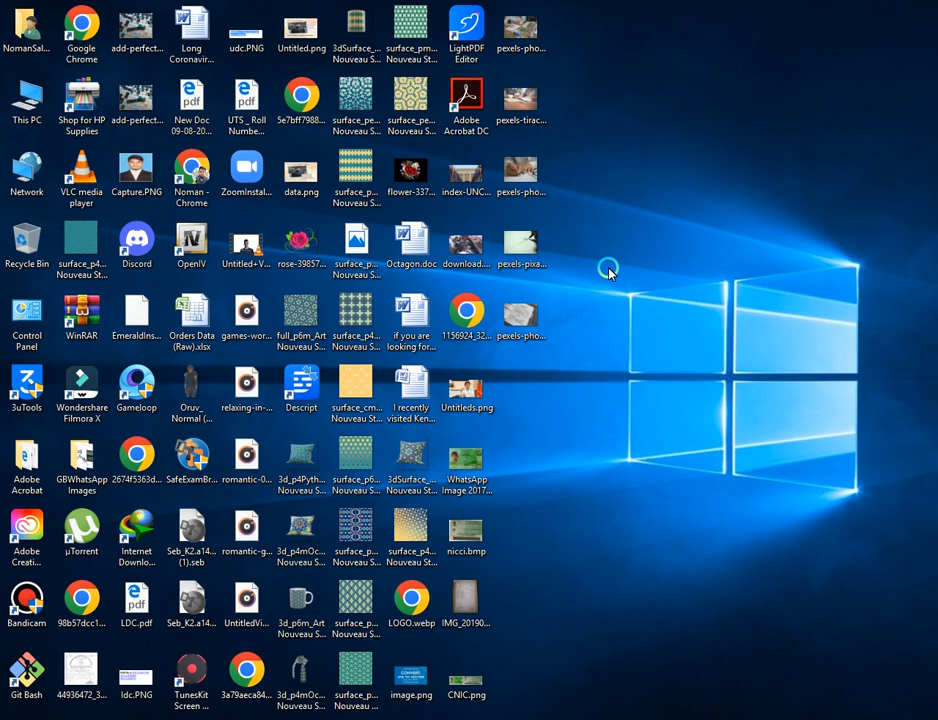 NomanSal...
Google
Chrome
add-perfect...
Long
Coronavir...
udc.PNG
Untitled.png
3dSurface_...
Nouveau S...
surface_pm...
Nouveau St...
LightPDF
Editor
pexels-pho...
This PC
Shop for HP
Supplies
add-perfect...
New Doc
09-08-20...
UTS _ Roll
Numbe...
5e7bff7988...
surface_pe...
Nouveau S...
surface_pe...
Nouveau S...
Adobe
Acrobat DC
pexels-tirac...
Network
VLC media
player
Capture.PNG
Noman -
Chrome
ZoomInstal...
data.png
surface_p...
Nouveau S...
flower-337...
index-UNC...
pexels-pho...
Recycle Bin
surface_p4...
Nouveau St...
Discord
OpenIV
Untitled+V...
rose-39857...
surface_p...
Nouveau S...
Octagon.doc
download....
pexels-pixa...
Control
Panel
WinRAR
EmeraldIns...
Orders Data
(Raw).xlsx
games-wor...
full_p6m_Art
Nouveau S...
surface_p4...
Nouveau S...
if you are
looking for...
1156924_32...
pexels-pho...
3uTools
Wondershare
Filmora X
Gameloop
Oruv_
Normal (...
relaxing-in-...
Descript
surface_cm...
Nouveau St...
I recently
visited Ken...
Untitleds.png
Adobe
Acrobat
GBWhatsApp
Images
2674f5363d...
SafeExamBr...
romantic-0...
3d_p4Pyth...
Nouveau S...
surface_p6...
Nouveau S...
3dSurface_...
Nouveau S...
WhatsApp
Image 2017...
Adobe
Creati...
µTorrent
Internet
Downlo...
Seb_K2.a14...
(1).seb
romantic-g...
3d_p4mOc...
Nouveau S...
surface_p...
Nouveau S...
surface_p4...
Nouveau St...
nicci.bmp
Bandicam
98b57dcc1...
LDC.pdf
Seb_K2.a14...
UntitledVi...
3d_p6m_Art
Nouveau S...
surface_p...
Nouveau S...
LOGO.webp
IMG_20190...
Git Bash
44936472_3...
ldc.PNG
TunesKit
Screen ...
3a79aeca84...
3d_p4mOc...
Nouveau S...
surface_p...
Nouveau ...
image.png
CNIC.png